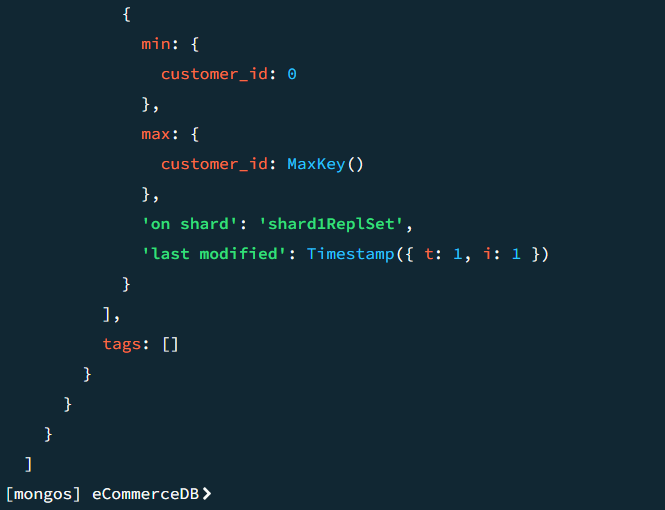 {
min: {
customer_id: 0
},
max: {
customer_id: MaxKey()
},
'on shard': 'shard1ReplSet',
'last modified': Timestamp({ t: 1, i: 1 })
}
],
tags: []
}
}
}
]
[mongos] eCommerceDB❯